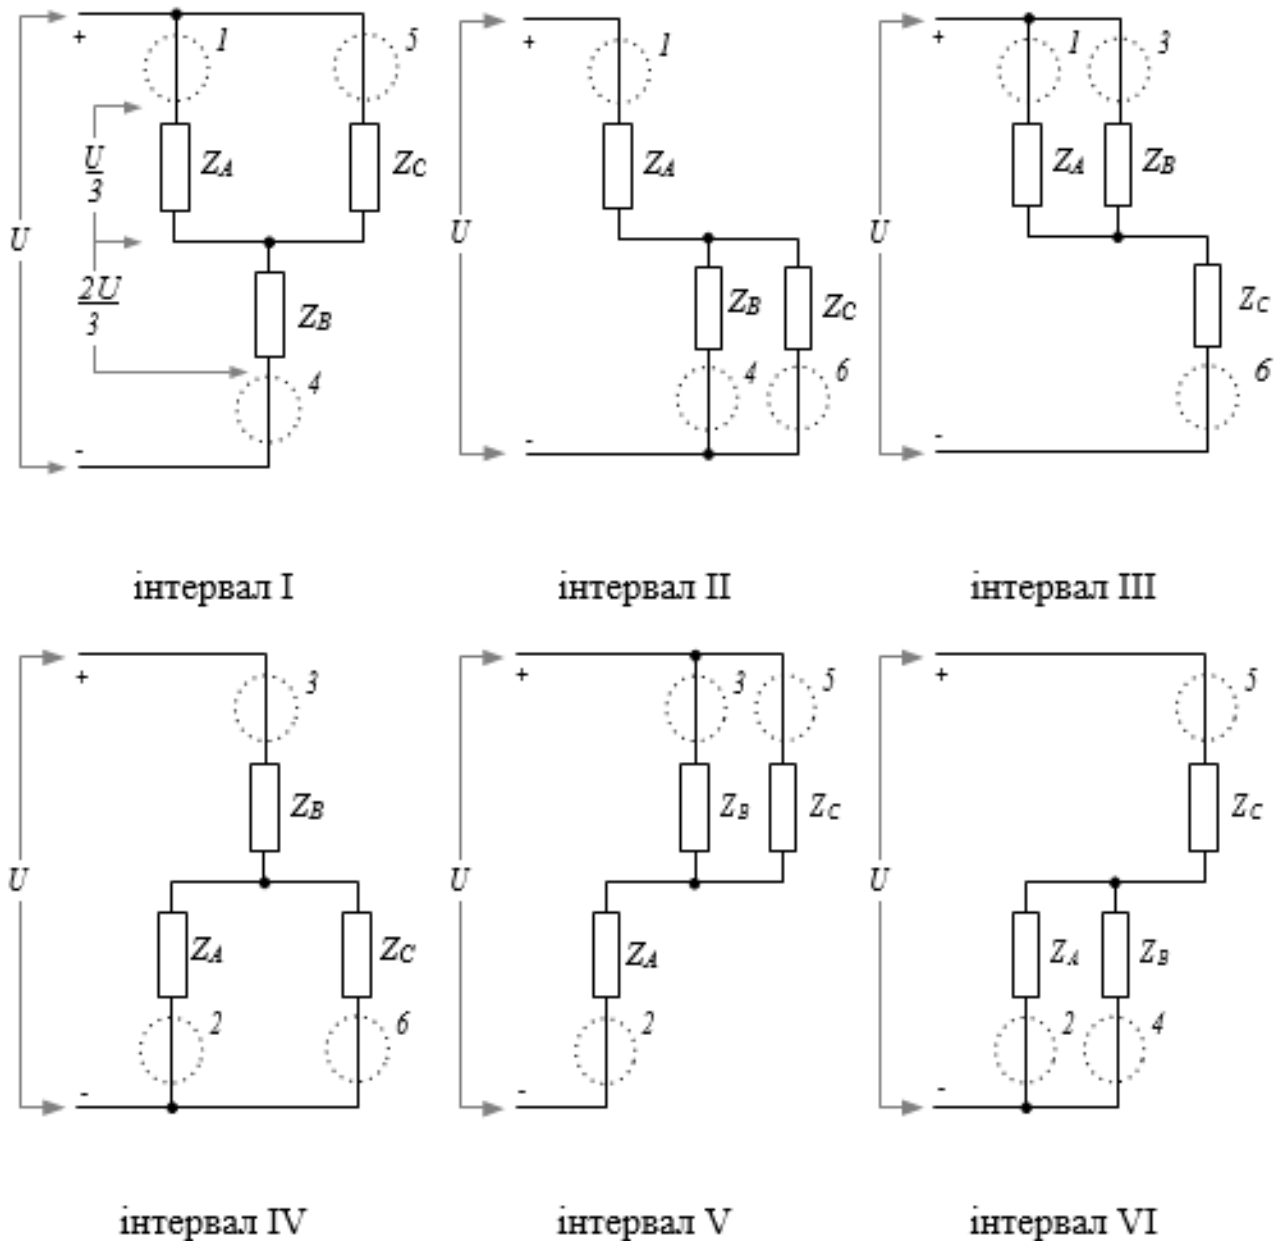 + 1 5
U/3 ZA ZC
U
2U/3 ZB
4
-
інтервал I
+ 1
ZA
U
ZB ZC
4 6
-
інтервал II
+ 1 3
ZA ZB
U
ZC
6
-
інтервал III
+ 3
ZB
U
ZA ZC
2 6
-
інтервал IV
+ 3 5
ZB ZC
U
ZA
2
-
інтервал V
+ 5
ZC
U
ZA ZB
2 4
-
інтервал VI